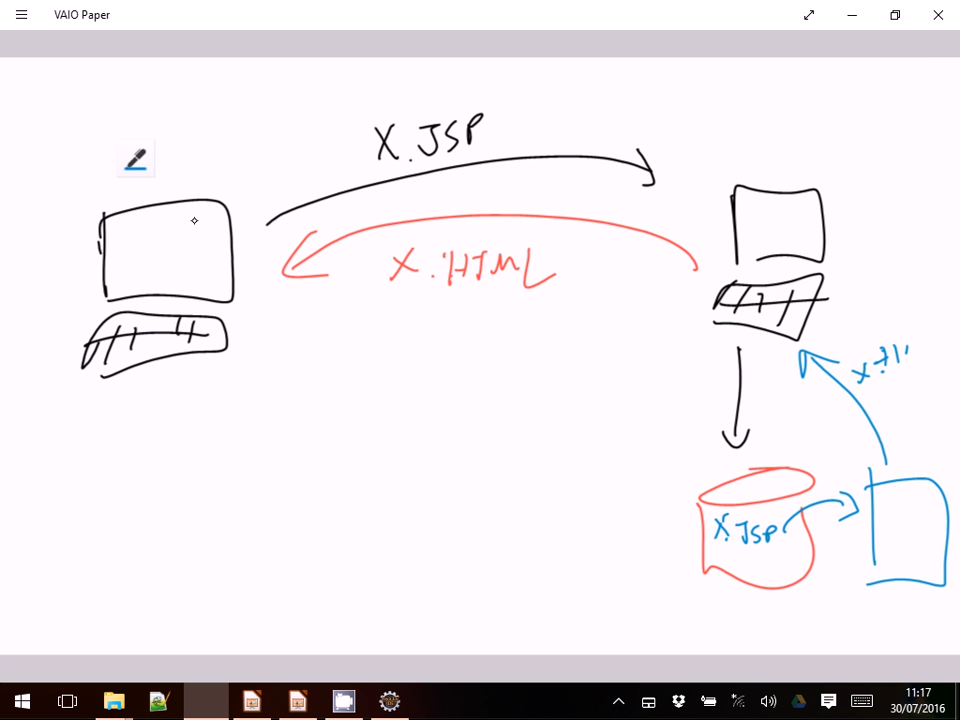 VAIO Paper
X.JSP
X.HTML
X.JSP
11:17
30/07/2016